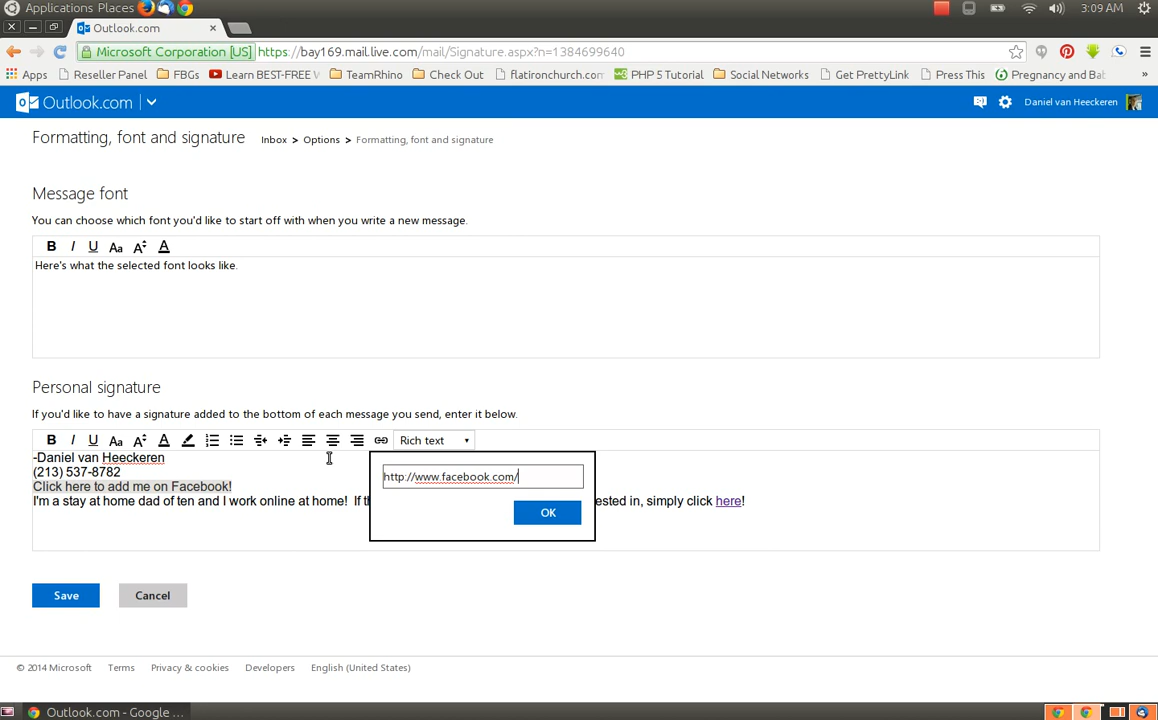 Applications Places
3:09 AM
Outlook.com
Microsoft Corporation [US] https://bay169.mail.live.com/mail/Signature.aspx?n=1384699640
Apps Reseller Panel FBGs Learn BEST-FREE TeamRhino Check Out flatironchurch.com PHP 5 Tutorial Social Networks Get PrettyLink Press This Pregnancy and Bab »
Outlook.com
Daniel van Heeckeren
Formatting, font and signature Inbox > Options > Formatting, font and signature
Message font
You can choose which font you'd like to start off with when you write a new message.
B I U Aa A A
Here's what the selected font looks like.
Personal signature
If you'd like to have a signature added to the bottom of each message you send, enter it below.
B I U Aa A A Rich text
-Daniel van Heeckeren
(213) 537-8782
http://www.facebook.com/
Click here to add me on Facebook!
I'm a stay at home dad of ten and I work online at home! If ested in, simply click here!
OK
Save Cancel
© 2014 Microsoft Terms Privacy & cookies Developers English (United States)
Outlook.com - Google ...